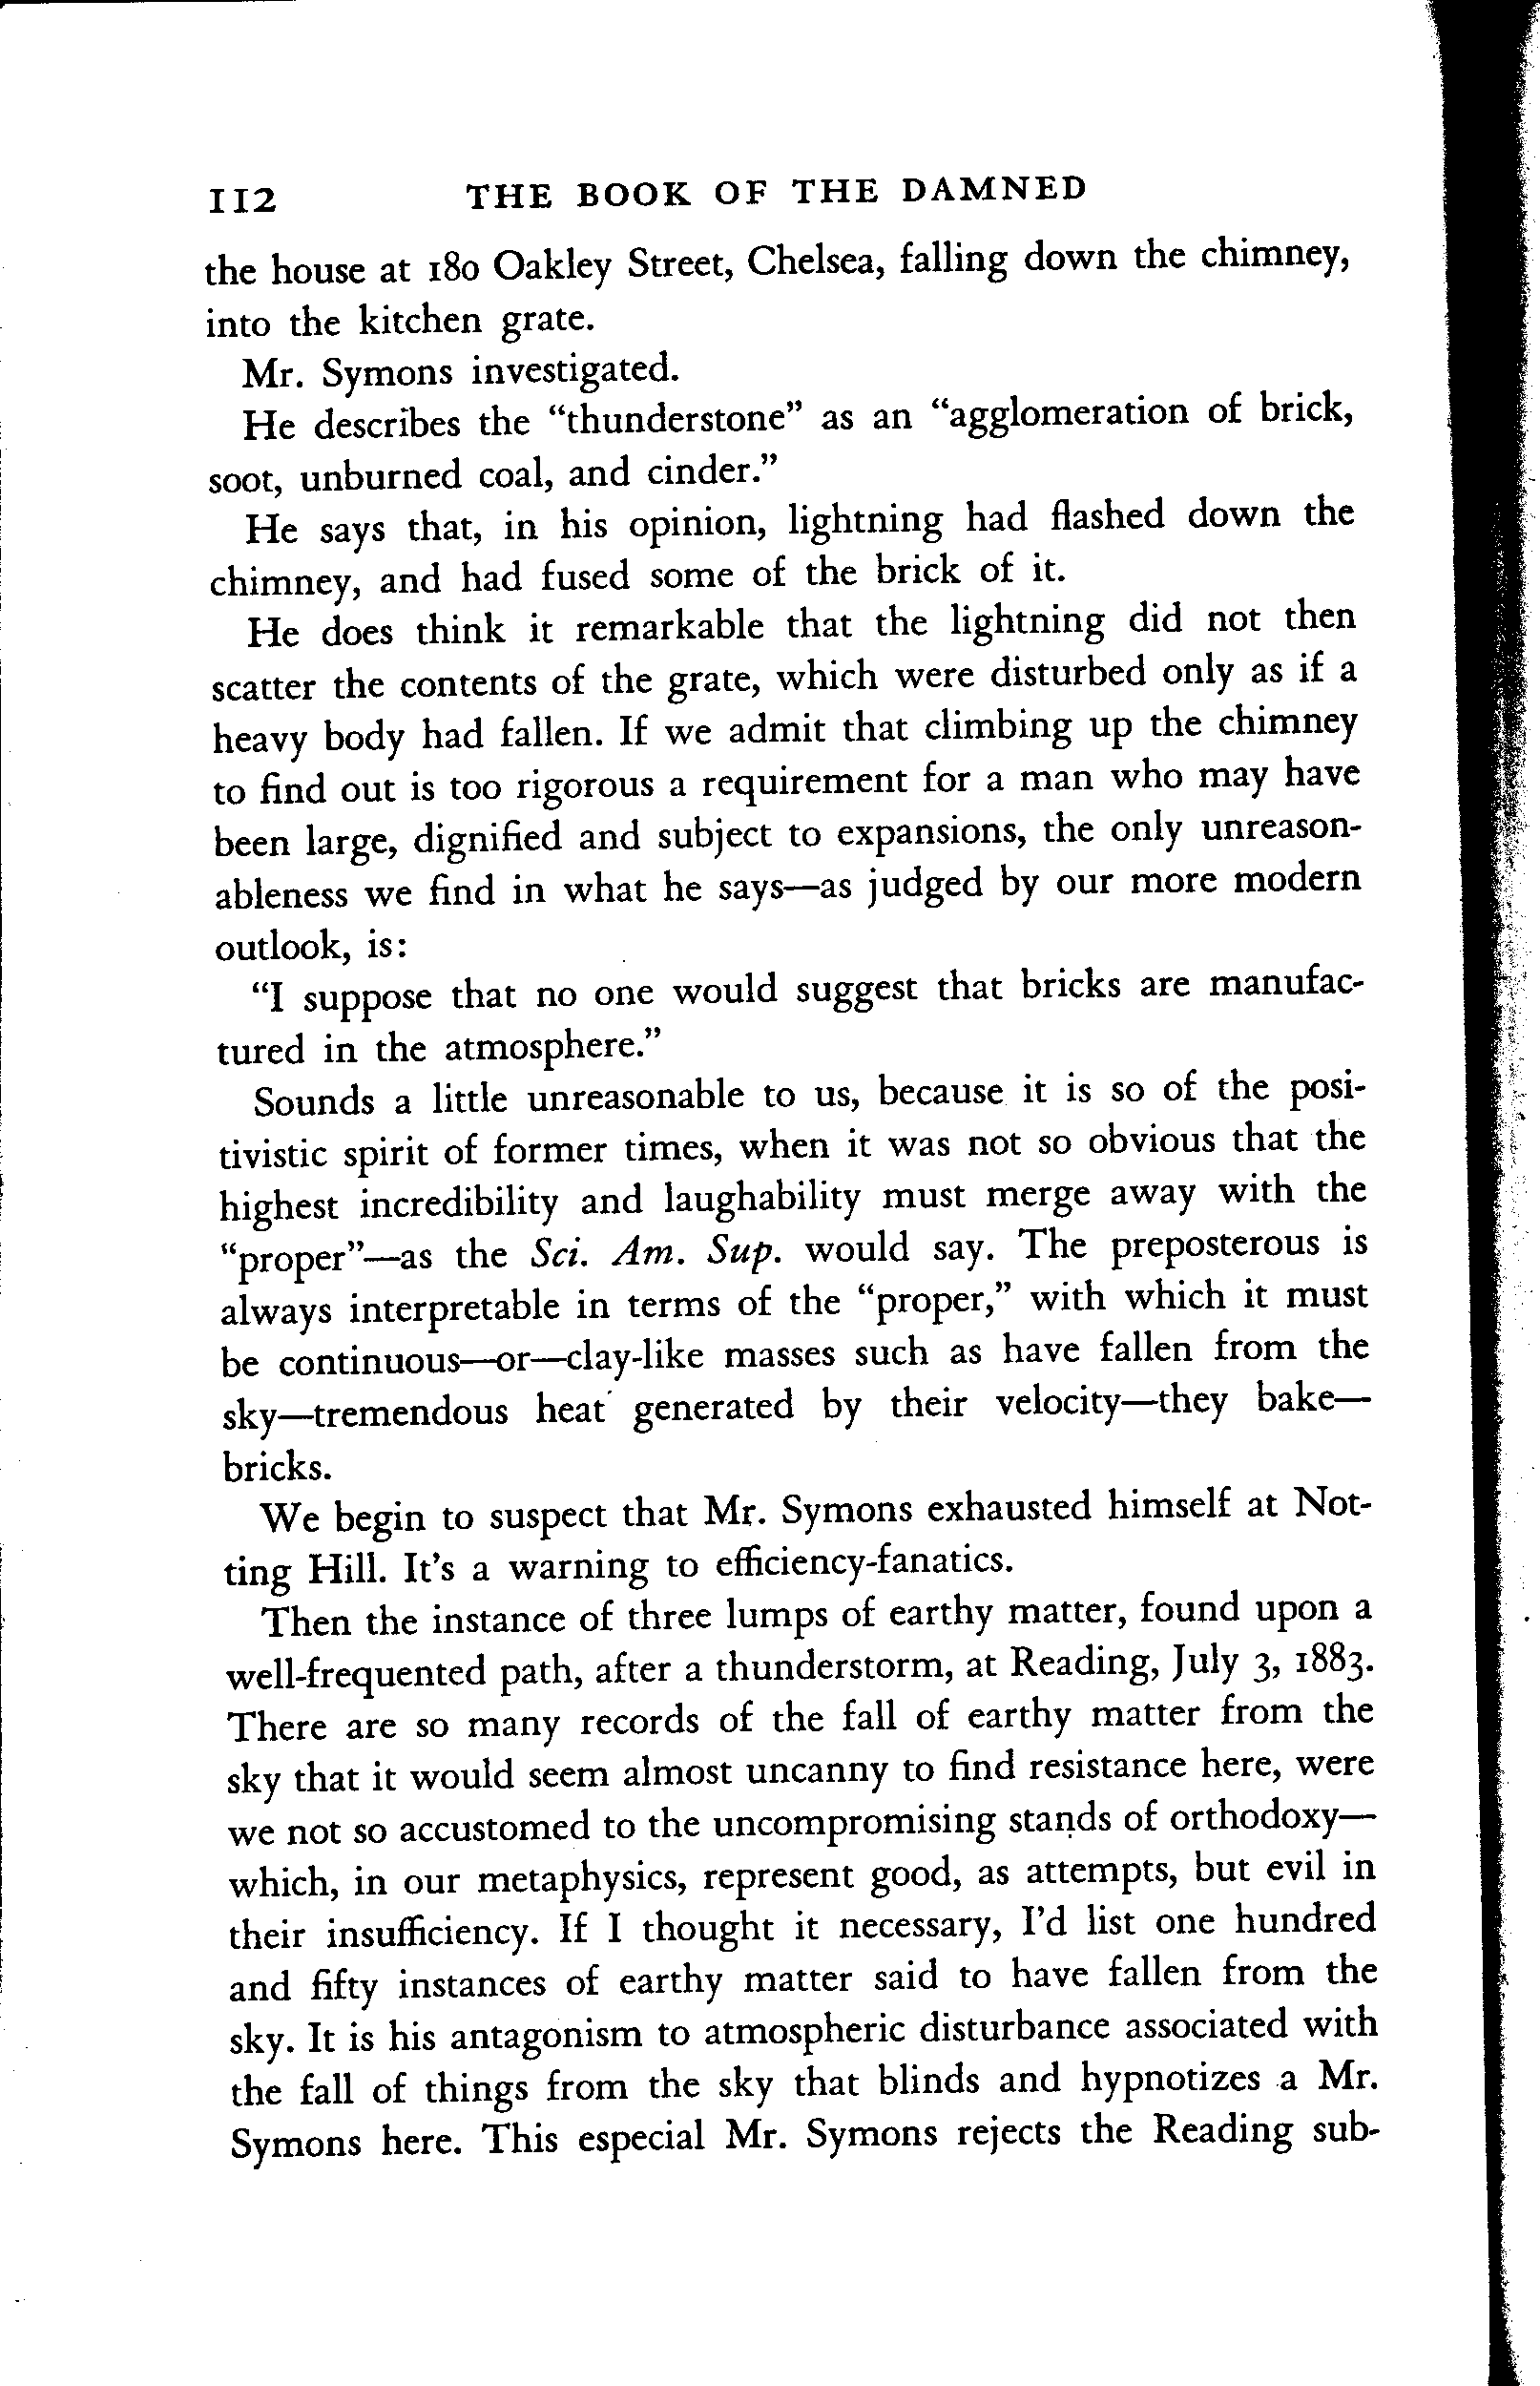 112 THE BOOK OF THE DAMNED
the house at 180 Oakley Street, Chelsea, falling down the chimney,
into the kitchen grate.
Mr. Symons investigated.
He describes the “thunderstone” as an “agglomeration of brick,
soot, unburned coal, and cinder.”
He says that, in his opinion, lightning had flashed down the
chimney, and had fused some of the brick of it.
He does think it remarkable that the lightning did not then
scatter the contents of the grate, which were disturbed only as if a
heavy body had fallen. If we admit that climbing up the chimney
to find out is too rigorous a requirement for a man who may have
been large, dignified and subject to expansions, the only unreason-
ableness we find in what he says—as judged by our more modern
outlook, is:
“I suppose that no one would suggest that bricks are manufac-
tured in the atmosphere.”
Sounds a little unreasonable to us, because it is so of the posi-
tivistic spirit of former times, when it was not so obvious that the
highest incredibility and laughability must merge away with the
“proper”—as the Sci. Am. Sup. would say. The preposterous is
always interpretable in terms of the “proper,” with which it must
be continuous—or—clay-like masses such as have fallen from the
sky—tremendous heat generated by their velocity—they bake—
bricks.
We begin to suspect that Mr. Symons exhausted himself at Not-
ting Hill. It’s a warning to efficiency-fanatics.
Then the instance of three lumps of earthy matter, found upon a
well-frequented path, after a thunderstorm, at Reading, July 3, 1883.
There are so many records of the fall of earthy matter from the
sky that it would seem almost uncanny to find resistance here, were
we not so accustomed to the uncompromising stands of orthodoxy—
which, in our metaphysics, represent good, as attempts, but evil in
their insufficiency. If I thought it necessary, I’d list one hundred
and fifty instances of earthy matter said to have fallen from the
sky. It is his antagonism to atmospheric disturbance associated with
the fall of things from the sky that blinds and hypnotizes a Mr.
Symons here. This especial Mr. Symons rejects the Reading sub-